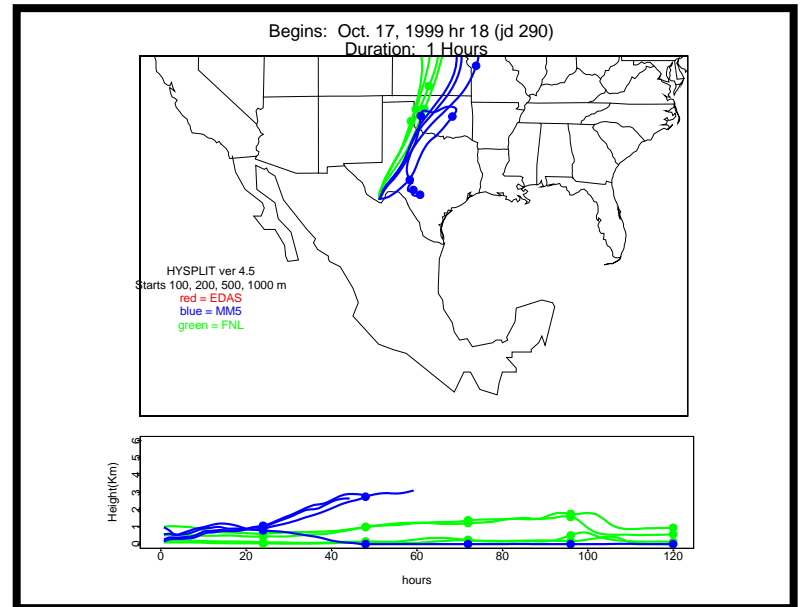 Begins: Oct. 17, 1999 hr 18 (jd 290)
Duration: 1 Hours
HYSPLIT ver 4.5
Starts 100, 200, 500, 1000 m
red = EDAS
blue = MM5
green = FNL
Height(Km)
6
5
4
3
2
1
0
0 20 40 60 80 100 120
hours